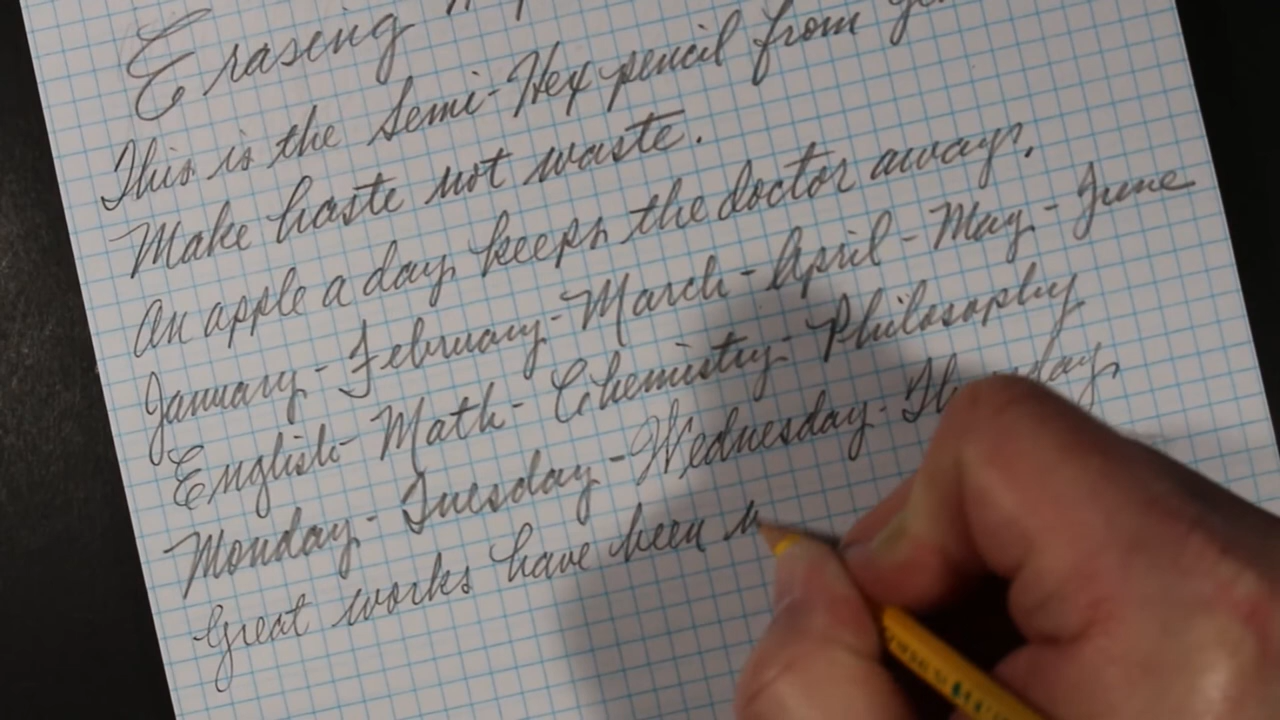 Erasing
This is the Semi-Hex pencil from
Make haste not waste.
An apple a day keeps the doctor away.
January - February - March - April - May - June
English - Math - Chemistry - Philosophy
Monday - Tuesday - Wednesday - Thursday
Great works have been